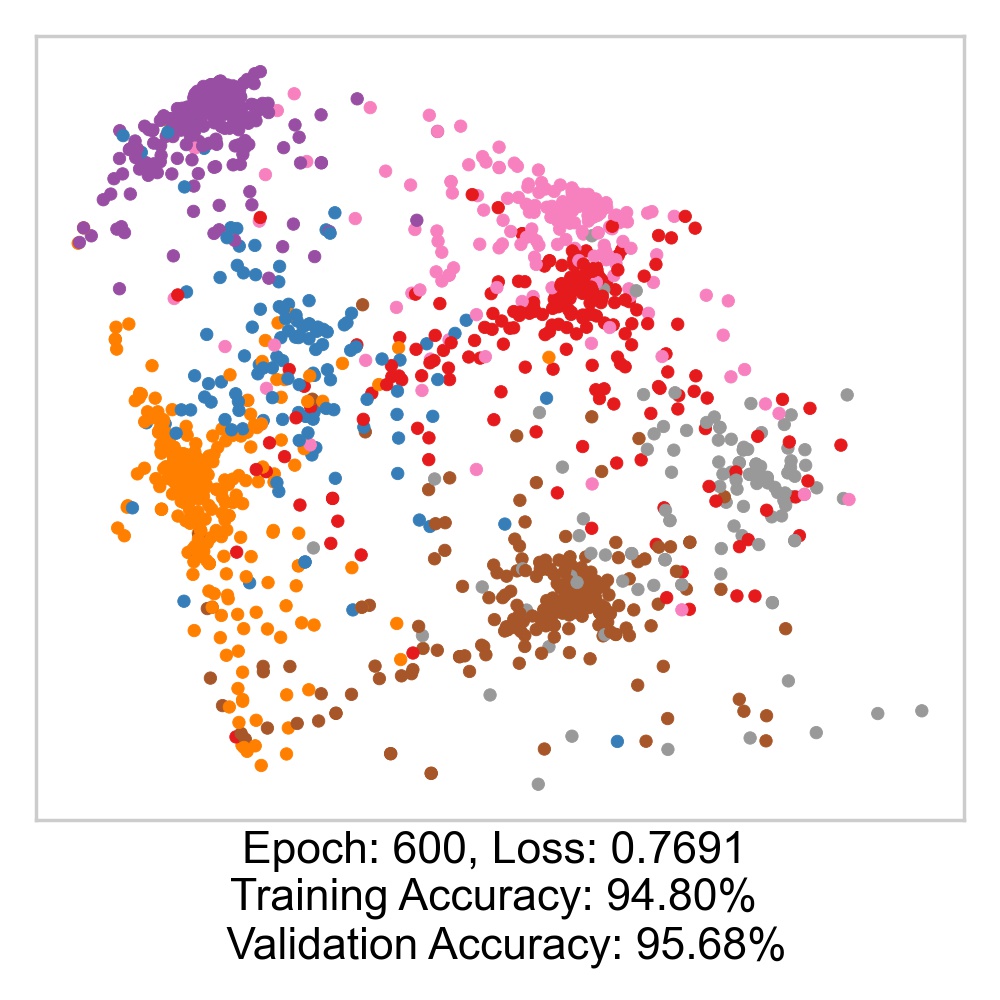 Epoch: 600, Loss: 0.7691
Training Accuracy: 94.80%
Validation Accuracy: 95.68%